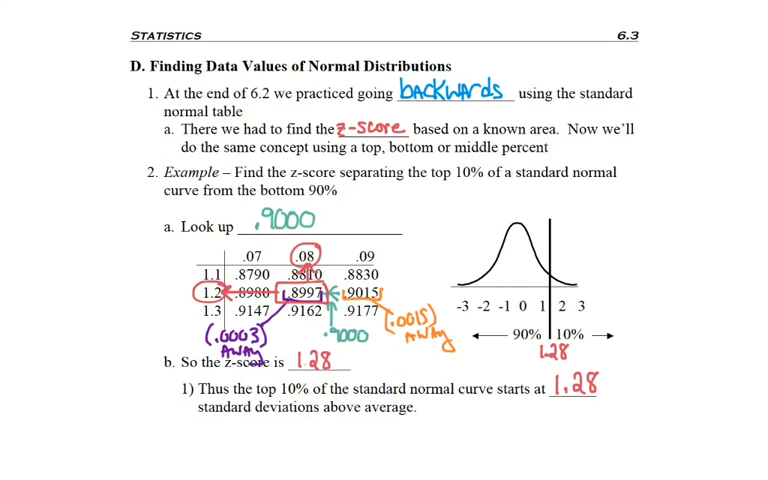 STATISTICS 6.3
D. Finding Data Values of Normal Distributions
1. At the end of 6.2 we practiced going BACKWARds using the standard
normal table
a. There we had to find the z-score based on a known area. Now we'll
do the same concept using a top, bottom or middle percent
2. Example – Find the z-score separating the top 10% of a standard normal
curve from the bottom 90%
a. Look up .9000
.07 .08 .09
1.1 .8790 .8810 .8830
1.2 .8980 .8997 .9015
1.3 .9147 .9162 .9177
(.0003)
AWAY
.9000
(.0015)
AWAY
-3 -2 -1 0 1 2 3
90% 10%
1.28
b. So the z-score is 1.28
1) Thus the top 10% of the standard normal curve starts at 1.28
standard deviations above average.